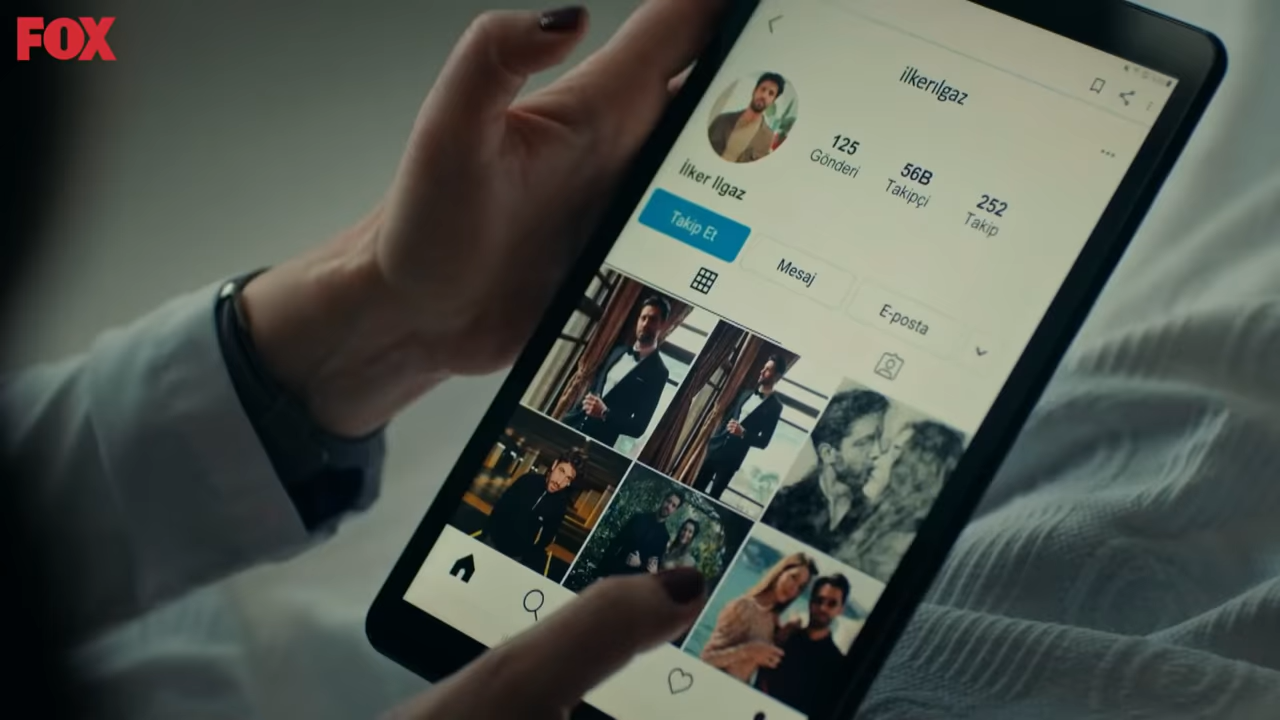 FOX
ilkerılgaz
125
Gönderi
56B
Takipçi
252
Takip
İlker Ilgaz
Takip Et
Mesaj
E-posta